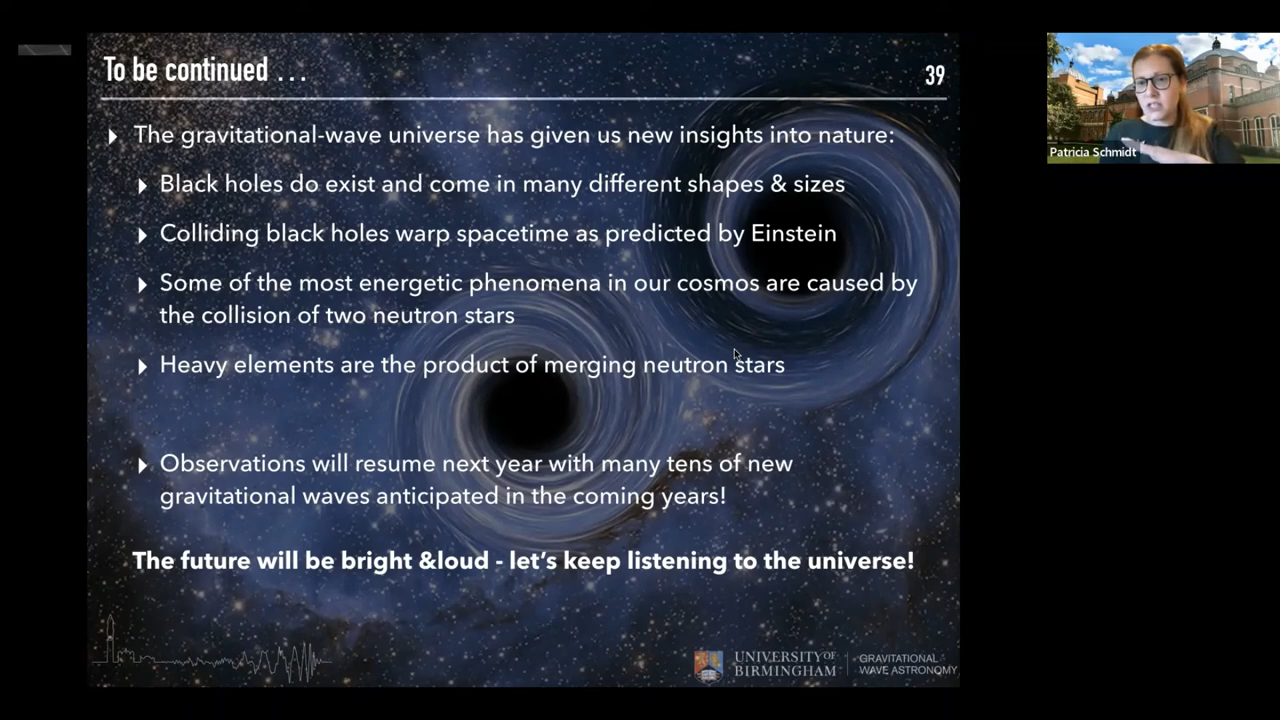 To be continued ...
39
The gravitational-wave universe has given us new insights into nature:
Black holes do exist and come in many different shapes & sizes
Colliding black holes warp spacetime as predicted by Einstein
Some of the most energetic phenomena in our cosmos are caused by
the collision of two neutron stars
Heavy elements are the product of merging neutron stars
Observations will resume next year with many tens of new
gravitational waves anticipated in the coming years!
The future will be bright &loud - let's keep listening to the universe!
UNIVERSITY OF
BIRMINGHAM
GRAVITATIONAL
WAVE ASTRONOMY
Patricia Schmidt